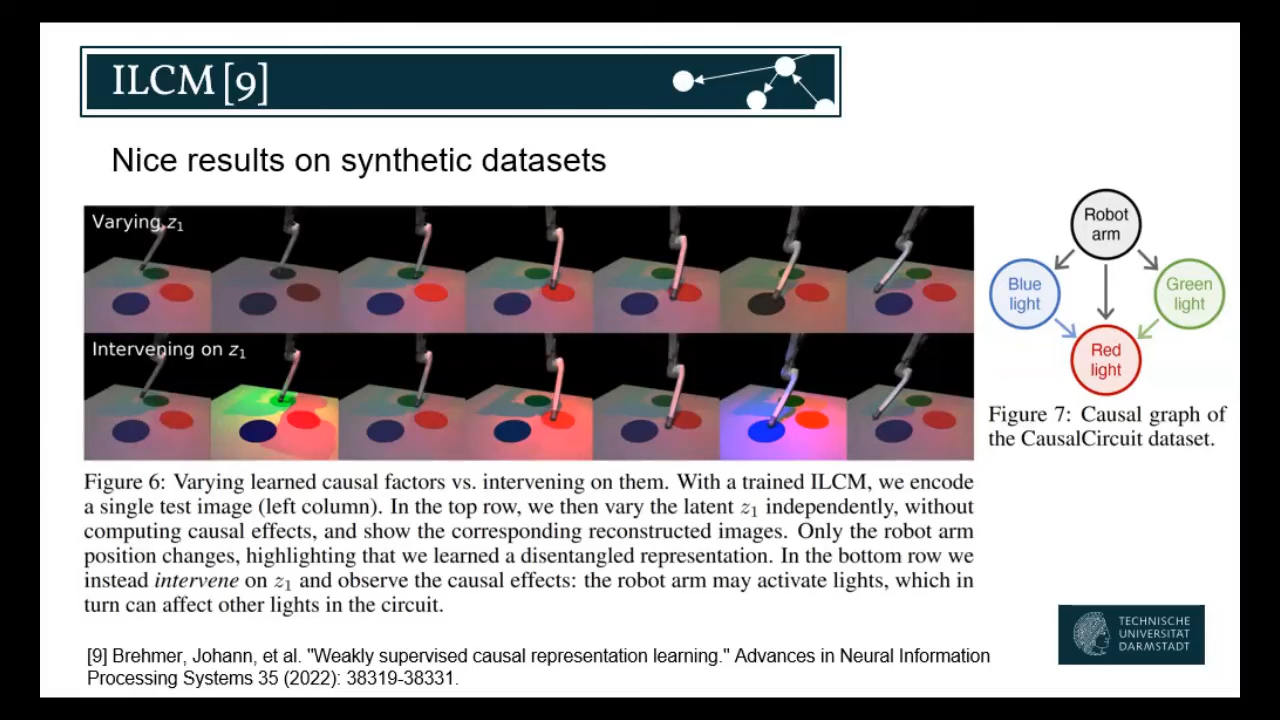 ILCM [9]
Nice results on synthetic datasets
Varying z₁
Intervening on z₁
Robot
arm
Blue
light
Green
light
Red
light
Figure 7: Causal graph of
the CausalCircuit dataset.
Figure 6: Varying learned causal factors vs. intervening on them. With a trained ILCM, we encode
a single test image (left column). In the top row, we then vary the latent z₁ independently, without
computing causal effects, and show the corresponding reconstructed images. Only the robot arm
position changes, highlighting that we learned a disentangled representation. In the bottom row we
instead intervene on z₁ and observe the causal effects: the robot arm may activate lights, which in
turn can affect other lights in the circuit.
[9] Brehmer, Johann, et al. "Weakly supervised causal representation learning." Advances in Neural Information
Processing Systems 35 (2022): 38319-38331.
TECHNISCHE
UNIVERSITÄT
DARMSTADT